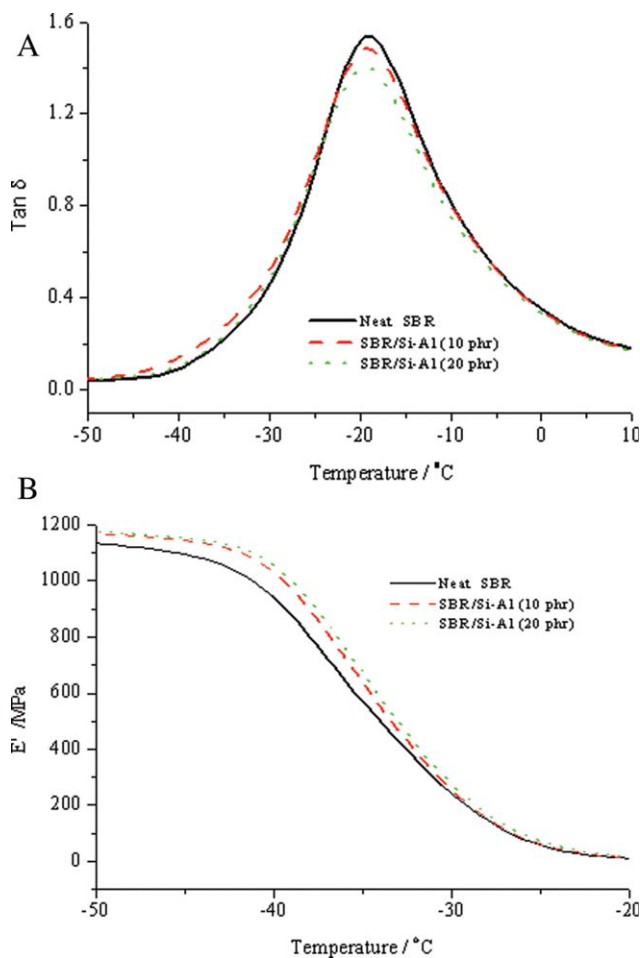 A
1.6
1.2
0.8
0.4
0.0
Tan δ
Neat SBR
SBR/Si-Al (10 phr)
SBR/Si-Al (20 phr)
-50 -40 -30 -20 -10 0 10
Temperature / °C
B
1200
1000
800
600
400
200
0
E' /MPa
Neat SBR
SBR/Si-Al (10 phr)
SBR/Si-Al (20 phr)
-50 -40 -30 -20
Temperature / °C